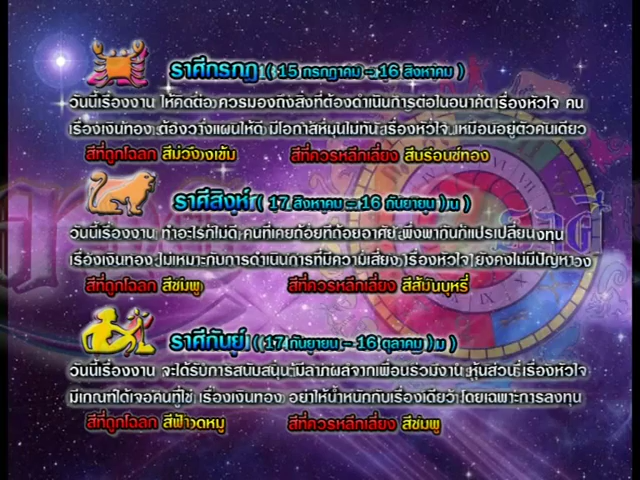 ราศีกรกฎ ( 15 กรกฎาคม – 16 สิงหาคม )
วันนี้เรื่องงาน ให้คิดต่อ ควรมองถึงสิ่งที่ต้องดำเนินการต่อในอนาคต เรื่องหัวใจ คน
เรื่องเงินทอง ต้องวางแผนให้ดี มีโอกาสหมุนไม่ทัน เรื่องหัวใจ เหมือนอยู่ตัวคนเดียว
สีที่ถูกโฉลก สีม่วง สีที่ควรหลีกเลี่ยง สีบรอนซ์ทอง
ราศีสิงห์ ( 17 สิงหาคม – 16 กันยายน )
วันนี้เรื่องงาน ทำอะไรก็ไม่ดี คนที่เคยถ้อยทีถ้อยอาศัย พึ่งพากันก็แปรเปลี่ยน
เรื่องเงินทอง ไม่เหมาะกับการดำเนินการที่มีความเสี่ยง เรื่องหัวใจ ยังคงไม่มีปัญหา
สีที่ถูกโฉลก สีชมพู สีที่ควรหลีกเลี่ยง สีส้ม
ราศีกันย์ ( 17 กันยายน – 16 ตุลาคม )
วันนี้เรื่องงาน จะได้รับการสนับสนุน มีลาภผลจากเพื่อนร่วมงาน หุ้นส่วน เรื่องหัวใจ
มีเกณฑ์ได้เจอคนที่ใช่ เรื่องเงินทอง อย่าให้น้ำหนักกับเรื่องเดียว โดยเฉพาะการลงทุน
สีที่ถูกโฉลก สีฟ้า สีที่ควรหลีกเลี่ยง สีชมพู